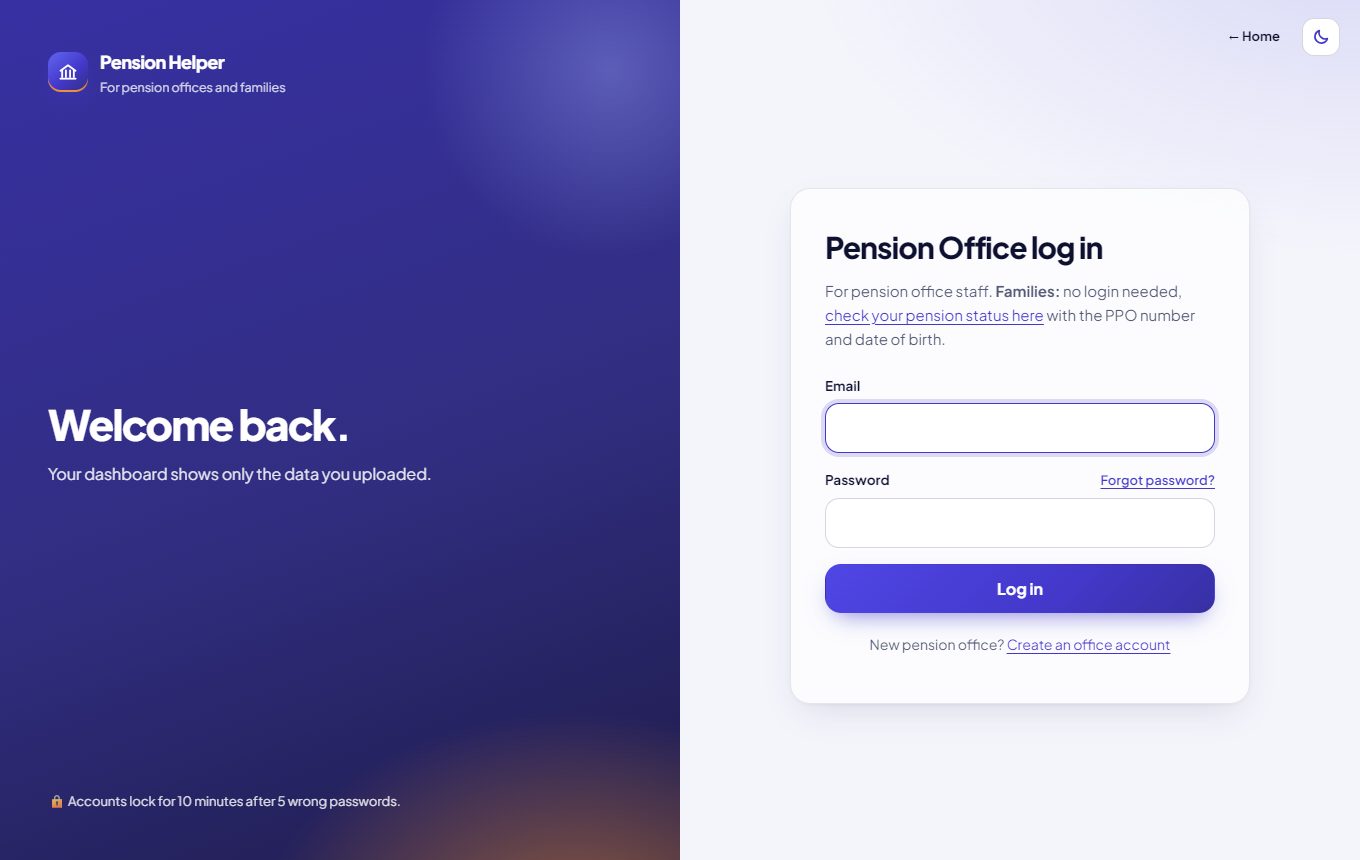 Pension Helper
For pension offices and families
Welcome back.
Your dashboard shows only the data you uploaded.
🔒 Accounts lock for 10 minutes after 5 wrong passwords.
← Home
Pension Office log in
For pension office staff. Families: no login needed,
check your pension status here with the PPO number
and date of birth.
Email
Password
Forgot password?
Log in
New pension office? Create an office account